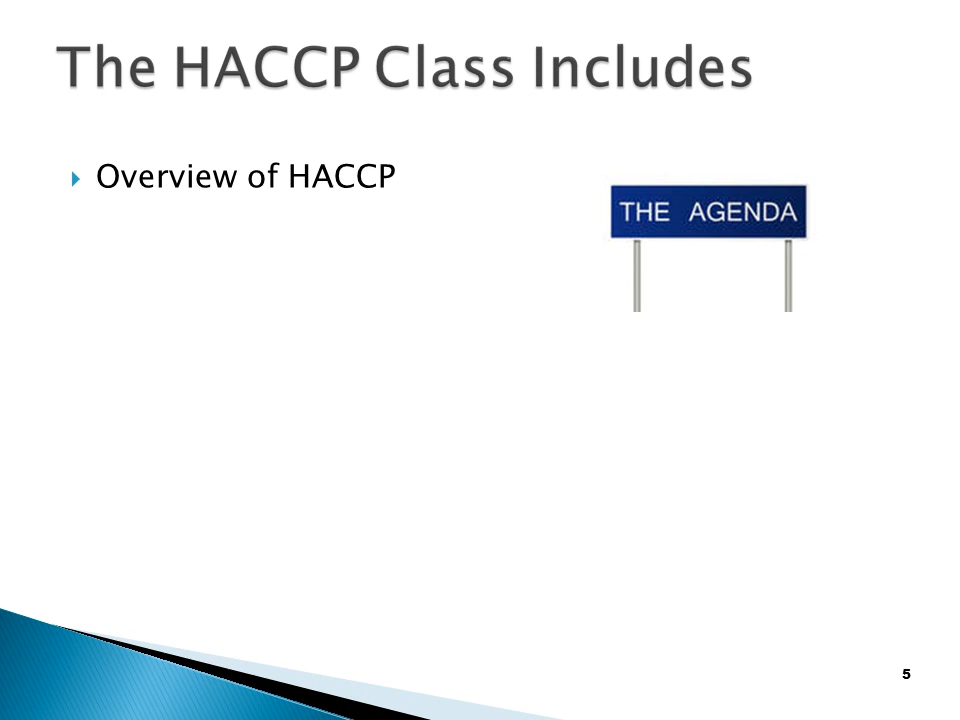 The HACCP Class Includes
Overview of HACCP
THE AGENDA
5